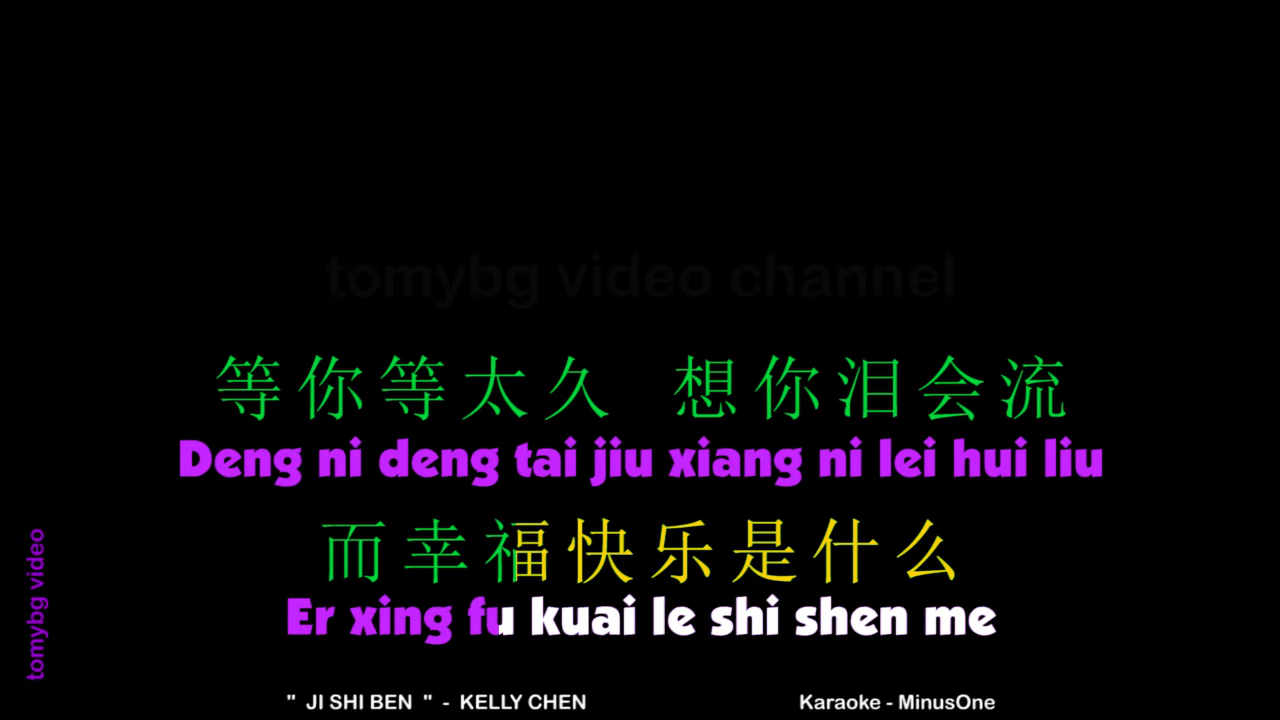 tomybg video channel
等你等太久 想你泪会流
Deng ni deng tai jiu xiang ni lei hui liu
而幸福快乐是什么
Er xing fu kuai le shi shen me
tomybg video
" JI SHI BEN " - KELLY CHEN
Karaoke - MinusOne